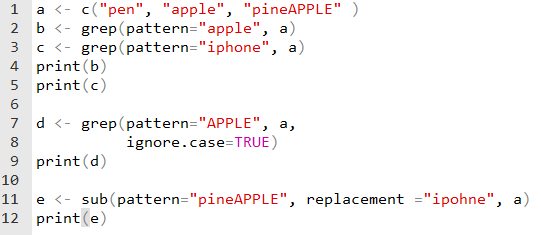 1 a <- c("pen", "apple", "pineAPPLE" )
2 b <- grep(pattern="apple", a)
3 c <- grep(pattern="iphone", a)
4 print(b)
5 print(c)
6
7 d <- grep(pattern="APPLE", a,
8 ignore.case=TRUE)
9 print(d)
10
11 e <- sub(pattern="pineAPPLE", replacement ="ipohne", a)
12 print(e)